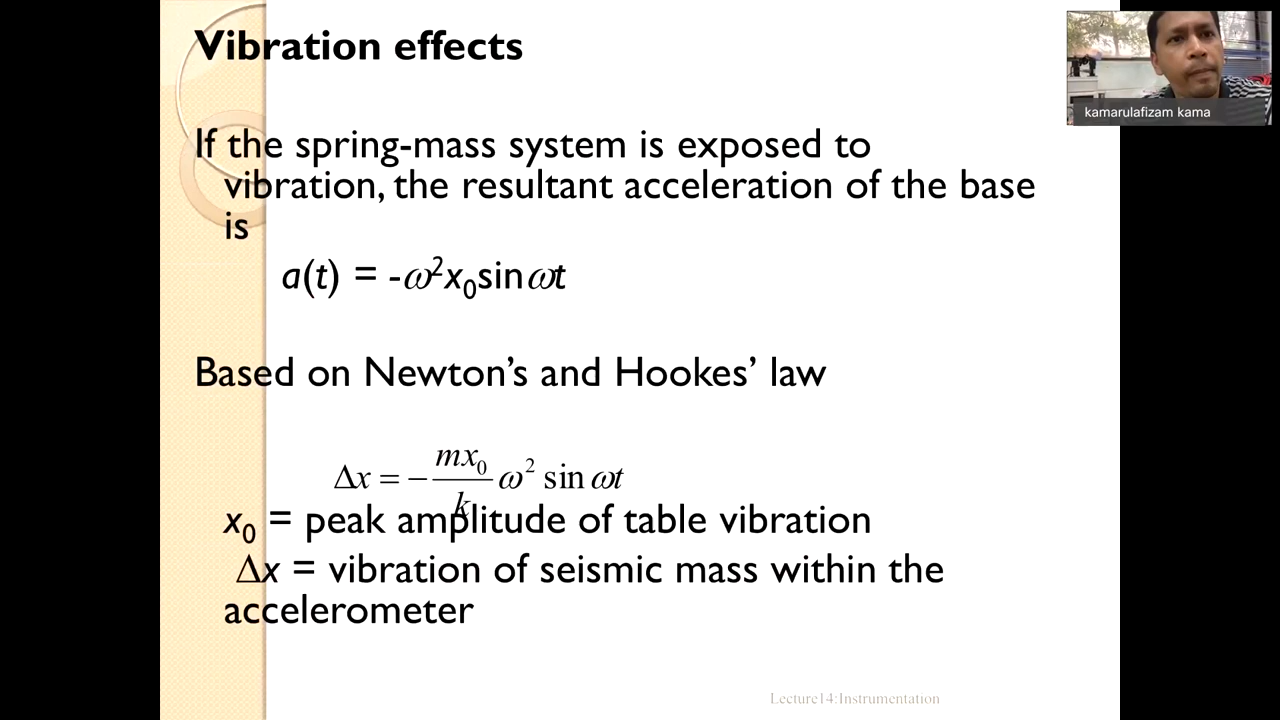 Vibration effects
kamarulafizam kama
If the spring-mass system is exposed to
vibration, the resultant acceleration of the base
is
a(t) = -ω²x₀sinωt
Based on Newton’s and Hookes’ law
Δx = − mx₀/k ω² sin ωt
x₀ = peak amplitude of table vibration
Δx = vibration of seismic mass within the
accelerometer
Lecture14:Instrumentation